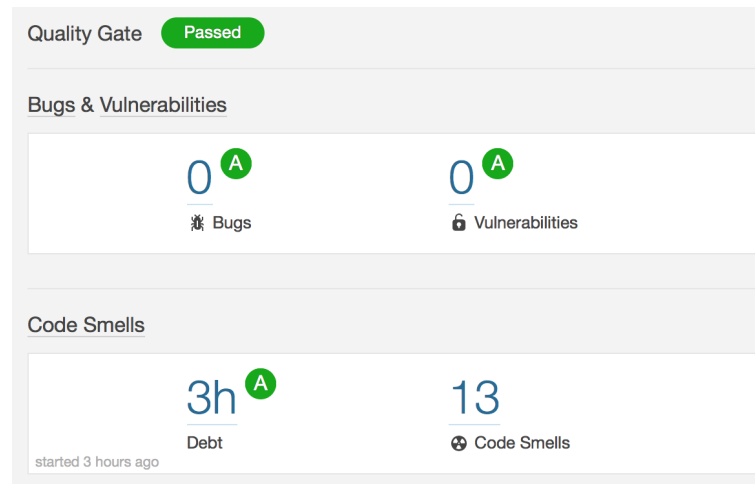 Quality Gate Passed
Bugs & Vulnerabilities
0 A 0 A
Bugs Vulnerabilities
Code Smells
3h A 13
Debt Code Smells
started 3 hours ago